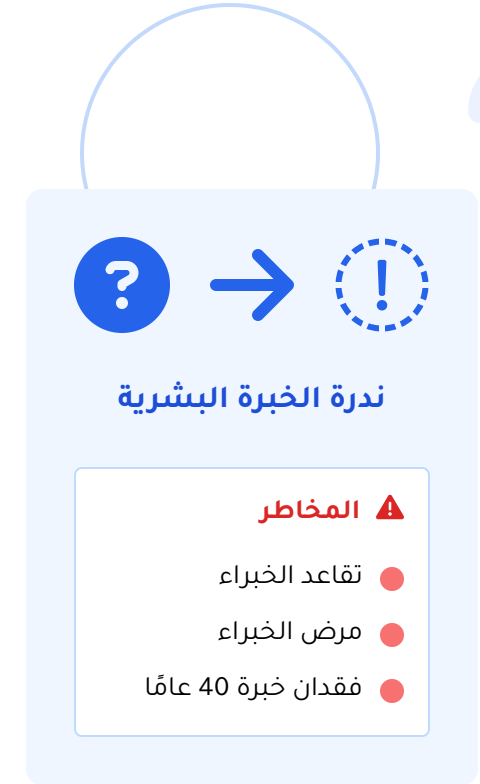 ندرة الخبرة البشرية
المخاطر
تقاعد الخبراء
مرض الخبراء
فقدان خبرة 40 عامًا